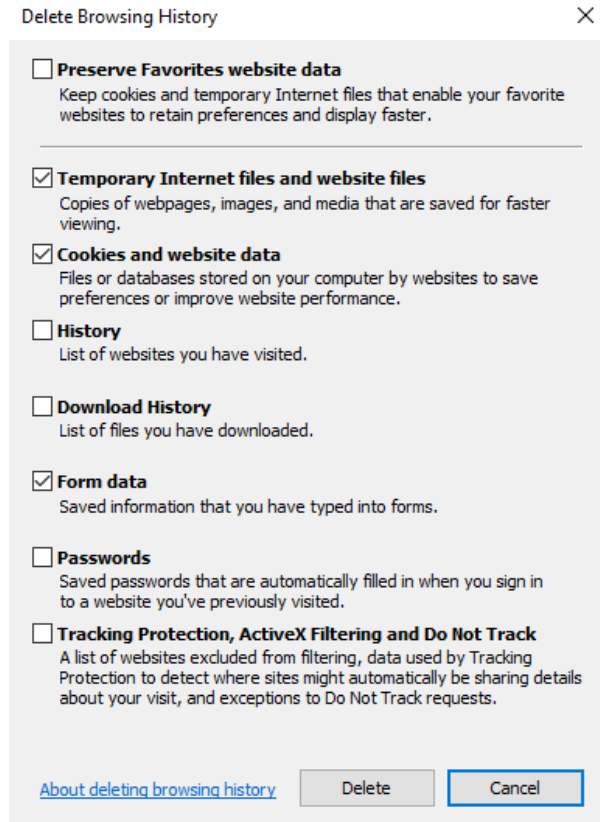 Delete Browsing History
Preserve Favorites website data
Keep cookies and temporary Internet files that enable your favorite
websites to retain preferences and display faster.
Temporary Internet files and website files
Copies of webpages, images, and media that are saved for faster
viewing.
Cookies and website data
Files or databases stored on your computer by websites to save
preferences or improve website performance.
History
List of websites you have visited.
Download History
List of files you have downloaded.
Form data
Saved information that you have typed into forms.
Passwords
Saved passwords that are automatically filled in when you sign in
to a website you've previously visited.
Tracking Protection, ActiveX Filtering and Do Not Track
A list of websites excluded from filtering, data used by Tracking
Protection to detect where sites might automatically be sharing details
about your visit, and exceptions to Do Not Track requests.
About deleting browsing history
Delete
Cancel